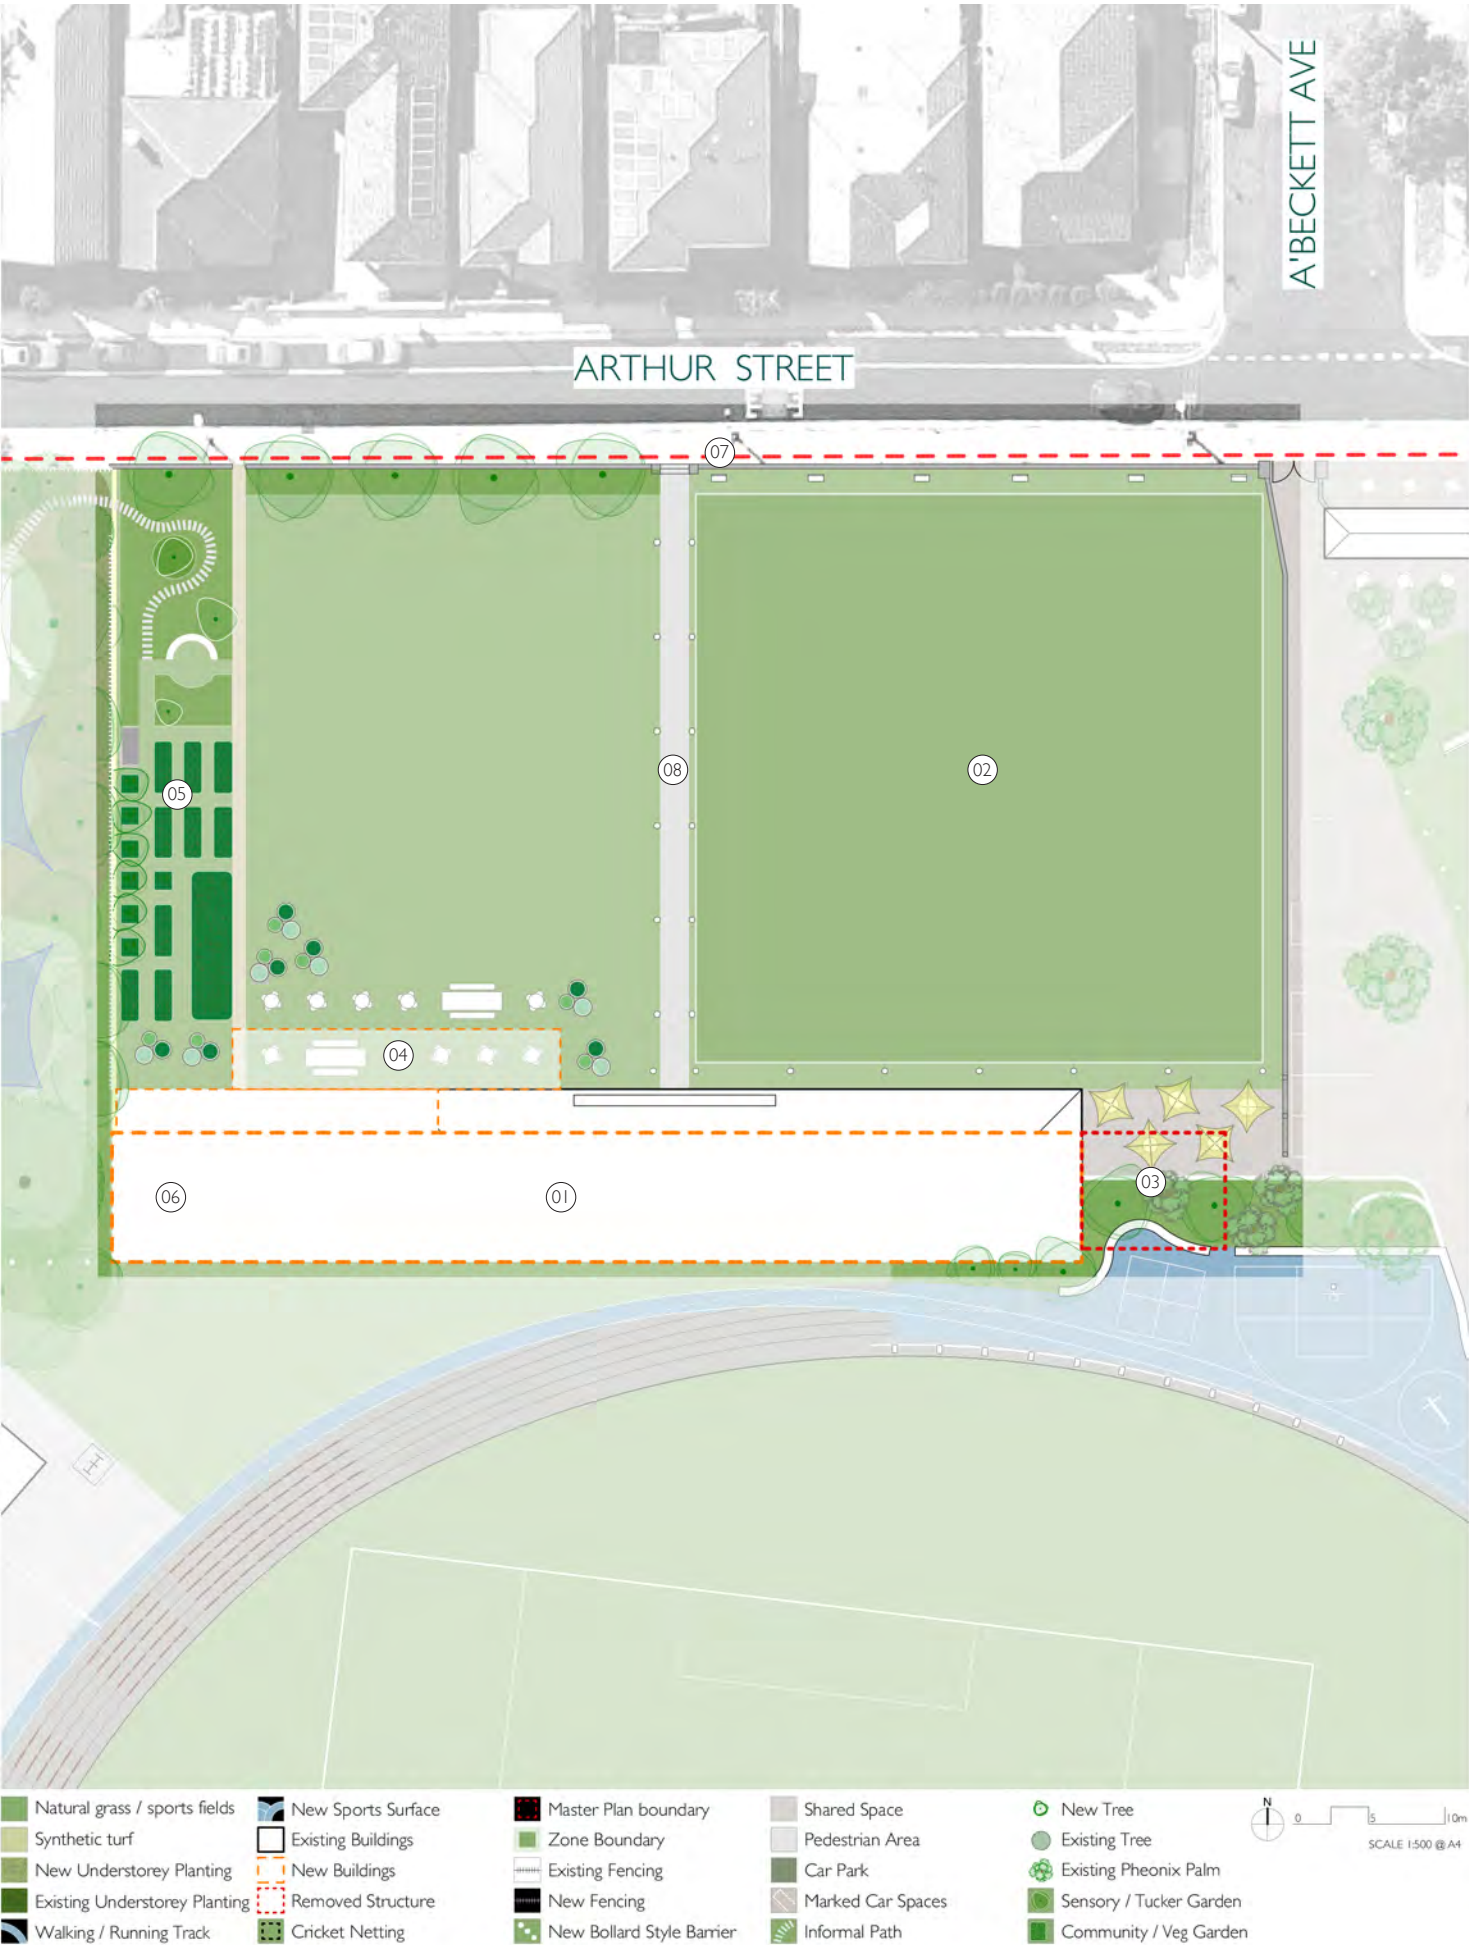 A'BECKETT AVE
ARTHUR STREET
07
08
02
05
04
03
06
01
Natural grass / sports fields
Synthetic turf
New Understorey Planting
Existing Understorey Planting
Walking / Running Track
New Sports Surface
Existing Buildings
New Buildings
Removed Structure
Cricket Netting
Master Plan boundary
Zone Boundary
Existing Fencing
New Fencing
New Bollard Style Barrier
Shared Space
Pedestrian Area
Car Park
Marked Car Spaces
Informal Path
New Tree
Existing Tree
Existing Pheonix Palm
Sensory / Tucker Garden
Community / Veg Garden
N
0 5 10m
SCALE 1:500 @ A4